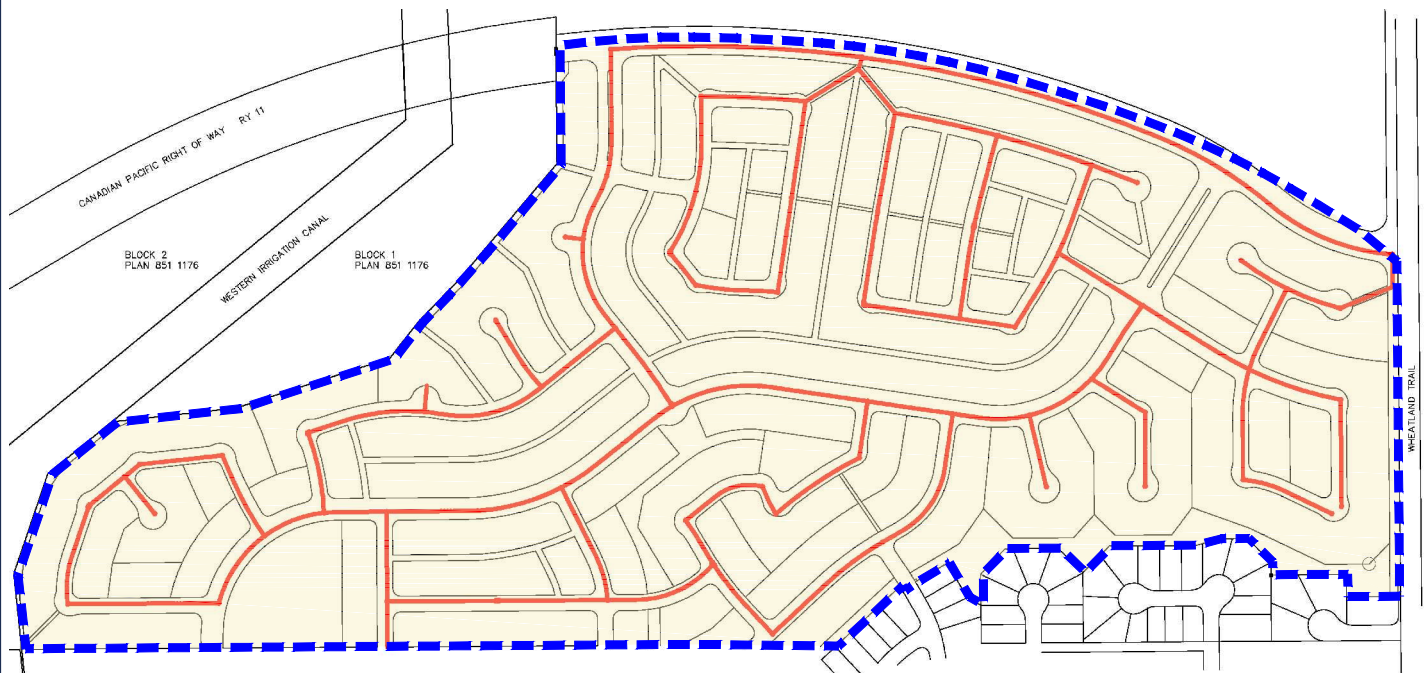 CANADIAN PACIFIC RIGHT OF WAY RY 11
BLOCK 2
PLAN 851 1176
WESTERN IRRIGATION CANAL
BLOCK 1
PLAN 851 1176
WHEATLAND TRAIL